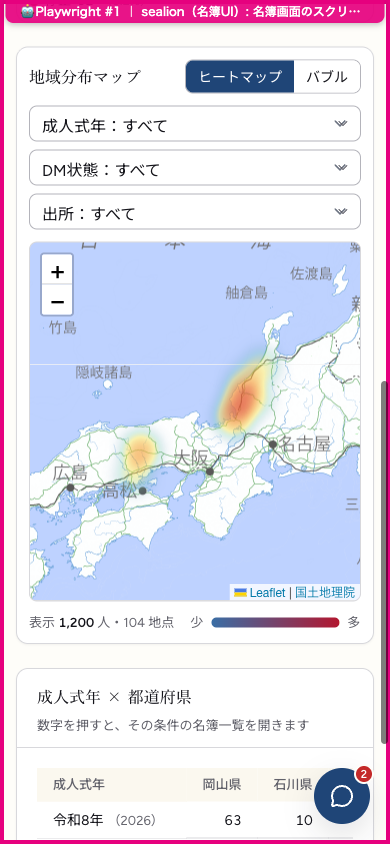 Playwright #1 ｜ sealion（名簿UI）: 名簿画面のスクリ…
地域分布マップ
ヒートマップ
バブル
成人式年：すべて
DM状態：すべて
出所：すべて
日 本 海
+
−
佐渡島
舳倉島
新
竹島
隠岐諸島
名古屋
大阪
広島
高松
三
Leaflet | 国土地理院
表示 1,200 人・104 地点
少
多
成人式年 × 都道府県
数字を押すと、その条件の名簿一覧を開きます
成人式年 岡山県 石川県
令和8年 （2026） 63 10
2